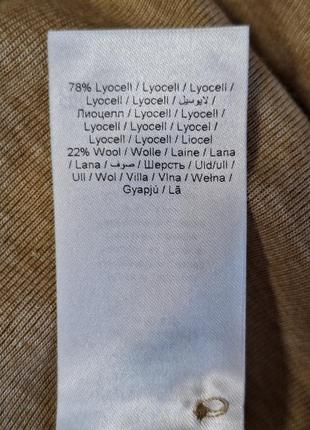 78% Lyocell / Lyocell / Lyocell /
Lyocell / Lyocell / لايوسيل /
Лиоцелл / Lyocell / Lyocell /
Lyocell / Lyocell / Lyocel /
Lyocell / Lyocell / Liocel
22% Wool / Wolle / Laine / Lana
/ Lana / صوف / Шерсть / Uld/ull /
Ull / Wol / Villa / Vlna / Wełna /
Gyapjú / Lã